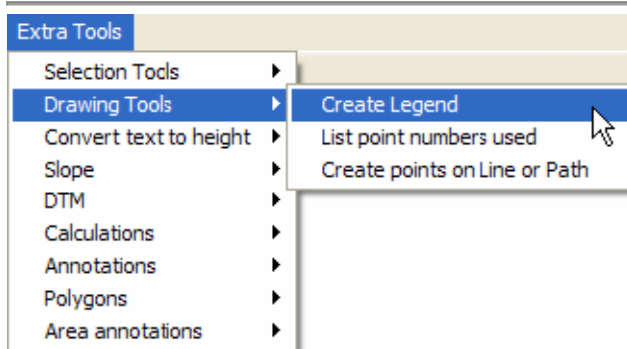 Extra Tools
Selection Tools
Drawing Tools
Convert text to height
Slope
DTM
Calculations
Annotations
Polygons
Area annotations
Create Legend
List point numbers used
Create points on Line or Path